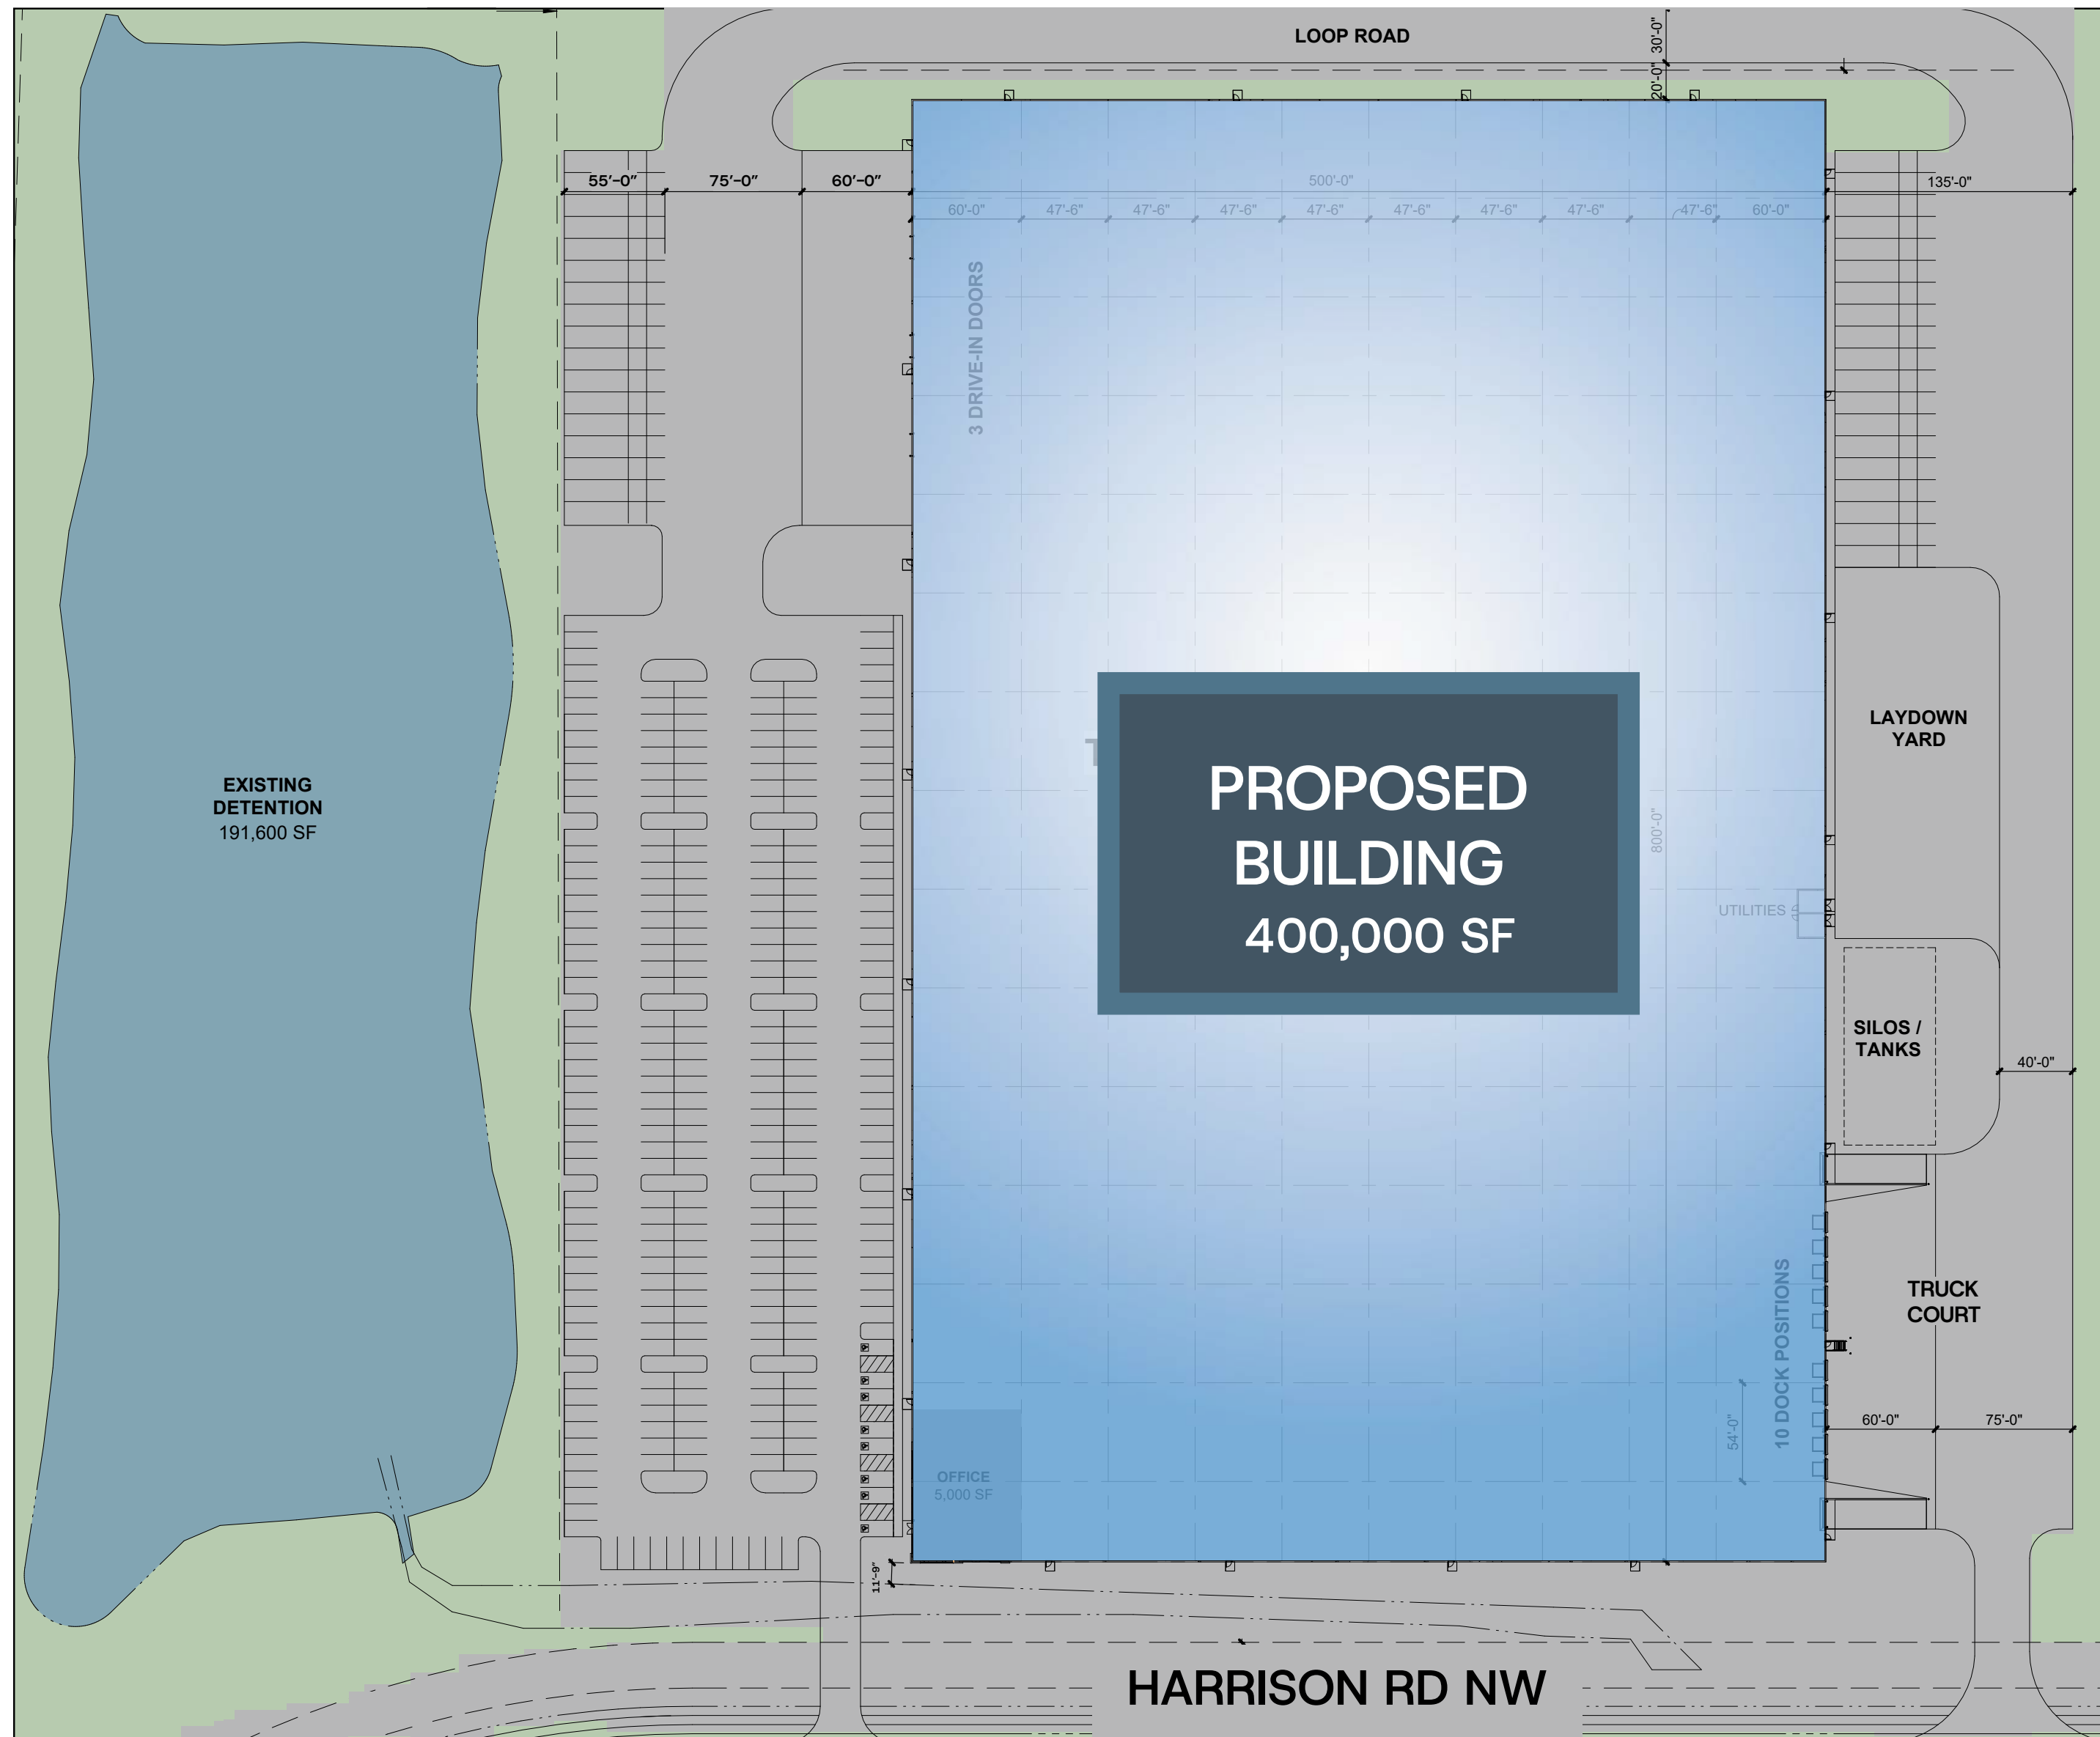 LOOP ROAD
30'-0"
20'-0"
55'-0"
75'-0"
60'-0"
500'-0"
135'-0"
60'-0"
47'-6"
47'-6"
47'-6"
47'-6"
47'-6"
47'-6"
47'-6"
47'-6"
60'-0"
3 DRIVE-IN DOORS
LAYDOWN
YARD
PROPOSED
BUILDING
400,000 SF
EXISTING
DETENTION
191,600 SF
800'-0"
UTILITIES
SILOS /
TANKS
40'-0"
TRUCK
COURT
10 DOCK POSITIONS
54'-0"
60'-0"
75'-0"
OFFICE
5,000 SF
11'-9"
HARRISON RD NW